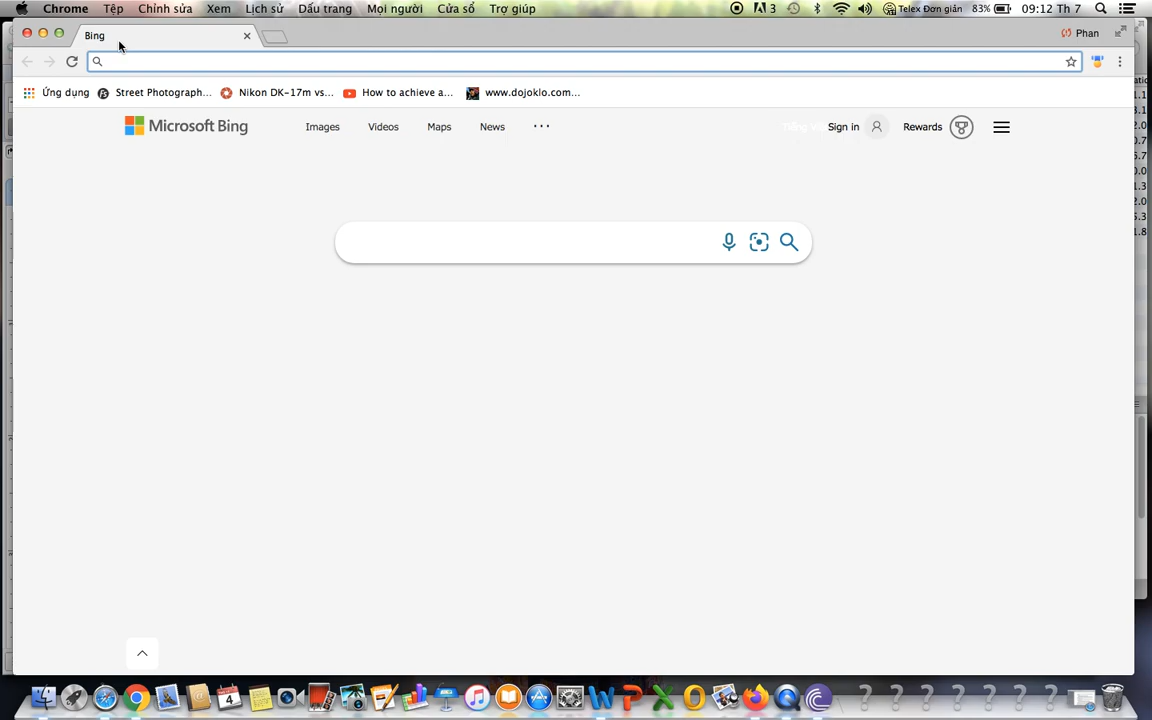 Chrome Tệp Chỉnh sửa Xem Lịch sử Dấu trang Mọi người Cửa sổ Trợ giúp 3 Telex Đơn giản 83% 09:12 Th 7
Bing Phan
Ứng dụng Street Photograph... Nikon DK-17m vs... How to achieve a... www.dojoklo.com...
Microsoft Bing Images Videos Maps News ... Sign in Rewards
4